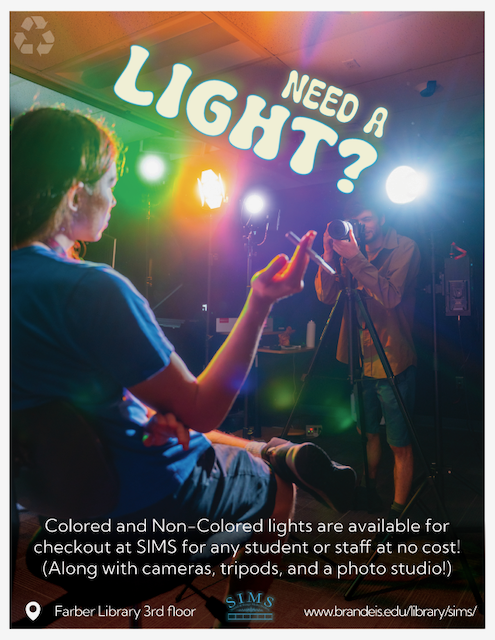 NEED A
LIGHT?
Colored and Non-Colored lights are available for
checkout at SIMS for any student or staff at no cost!
(Along with cameras, tripods, and a photo studio!)
Farber Library 3rd floor
SIMS
www.brandeis.edu/library/sims/